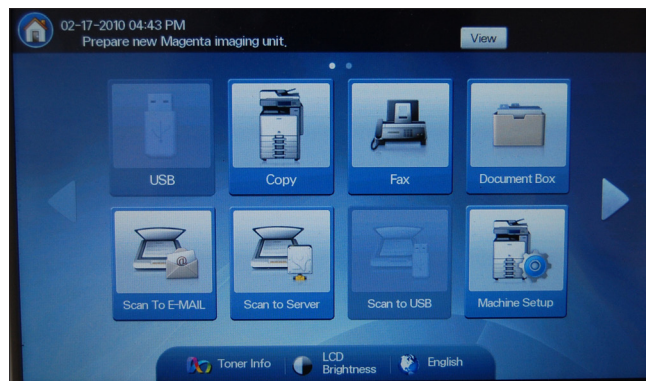 02-17-2010 04:43 PM
Prepare new Magenta imaging unit.
View
USB
Copy
Fax
Document Box
Scan To E-MAIL
Scan to Server
Scan to USB
Machine Setup
Toner Info
LCD
Brightness
English